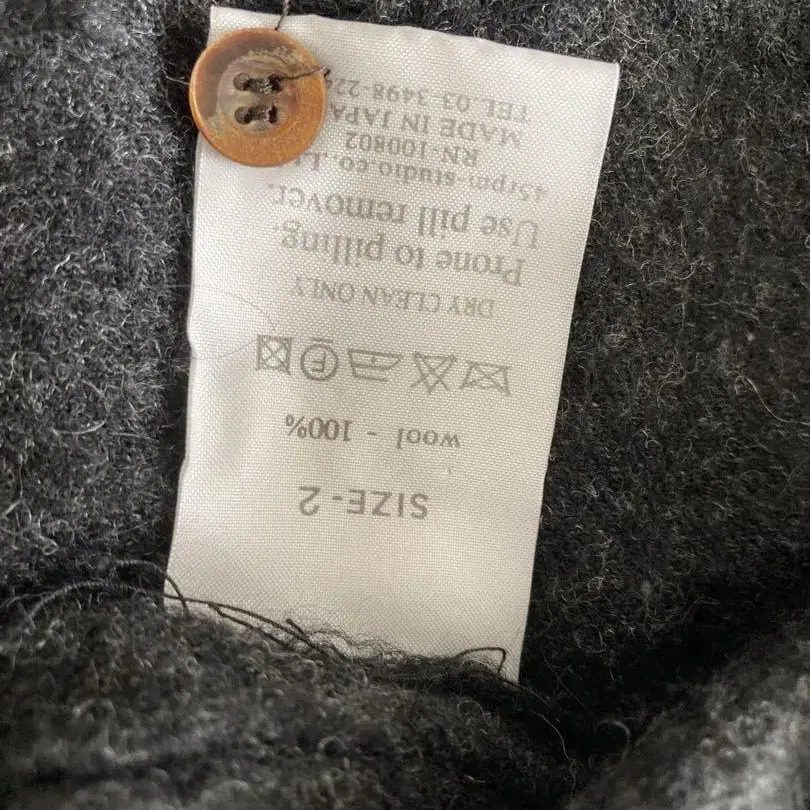 SIZE-2
wool - 100%
DRY CLEAN ONLY
Prone to pilling.
Use pill remover.
45rpm-studio co.,L
RN-100802
MADE IN JAPA
TEL 03-3498-22